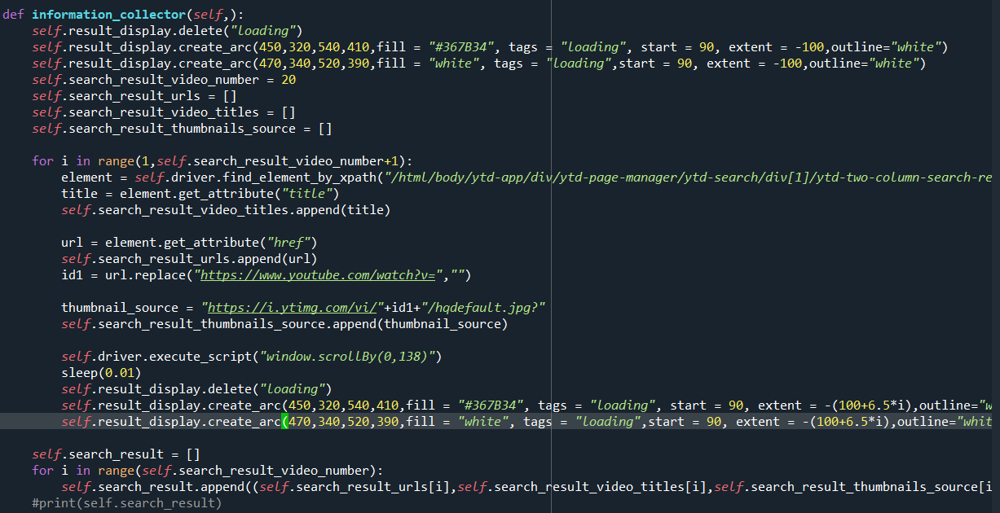 def information_collector(self,):
self.result_display.delete("loading")
self.result_display.create_arc(450,320,540,410,fill = "#367B34", tags = "loading", start = 90, extent = -100,outline="white")
self.result_display.create_arc(470,340,520,390,fill = "white", tags = "loading",start = 90, extent = -100,outline="white")
self.search_result_video_number = 20
self.search_result_urls = []
self.search_result_video_titles = []
self.search_result_thumbnails_source = []
for i in range(1,self.search_result_video_number+1):
element = self.driver.find_element_by_xpath("/html/body/ytd-app/div/ytd-page-manager/ytd-search/div[1]/ytd-two-column-search-re
title = element.get_attribute("title")
self.search_result_video_titles.append(title)
url = element.get_attribute("href")
self.search_result_urls.append(url)
id1 = url.replace("https://www.youtube.com/watch?v=","")
thumbnail_source = "https://i.ytimg.com/vi/"+id1+"/hqdefault.jpg?"
self.search_result_thumbnails_source.append(thumbnail_source)
self.driver.execute_script("window.scrollBy(0,138)")
sleep(0.01)
self.result_display.delete("loading")
self.result_display.create_arc(450,320,540,410,fill = "#367B34", tags = "loading", start = 90, extent = -(100+6.5*i),outline="w
self.result_display.create_arc(470,340,520,390,fill = "white", tags = "loading",start = 90, extent = -(100+6.5*i),outline="whit
self.search_result = []
for i in range(self.search_result_video_number):
self.search_result.append((self.search_result_urls[i],self.search_result_video_titles[i],self.search_result_thumbnails_source[i
#print(self.search_result)